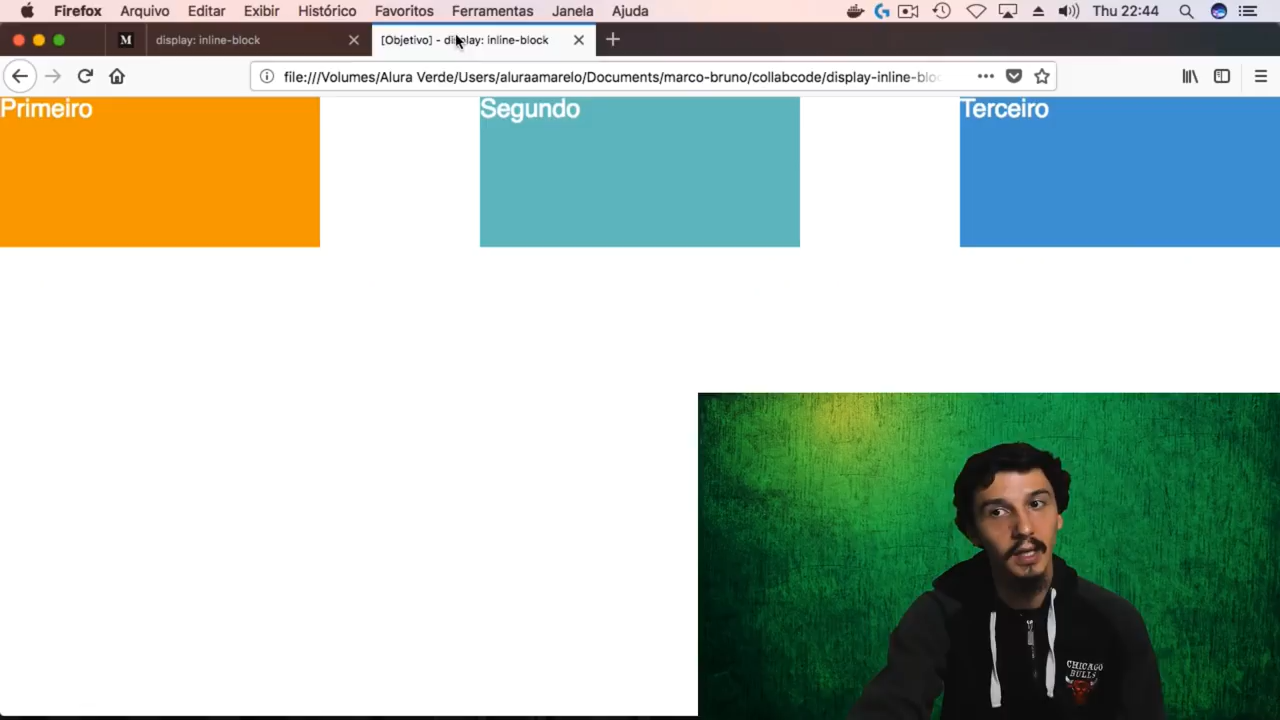 Firefox Arquivo Editar Exibir Histórico Favoritos Ferramentas Janela Ajuda Thu 22:44
M display: inline-block [Objetivo] - display: inline-block
file:///Volumes/Alura Verde/Users/aluraamarelo/Documents/marco-bruno/collabcode/display-inline-bloc
Primeiro Segundo Terceiro
CHICAGO
BULLS